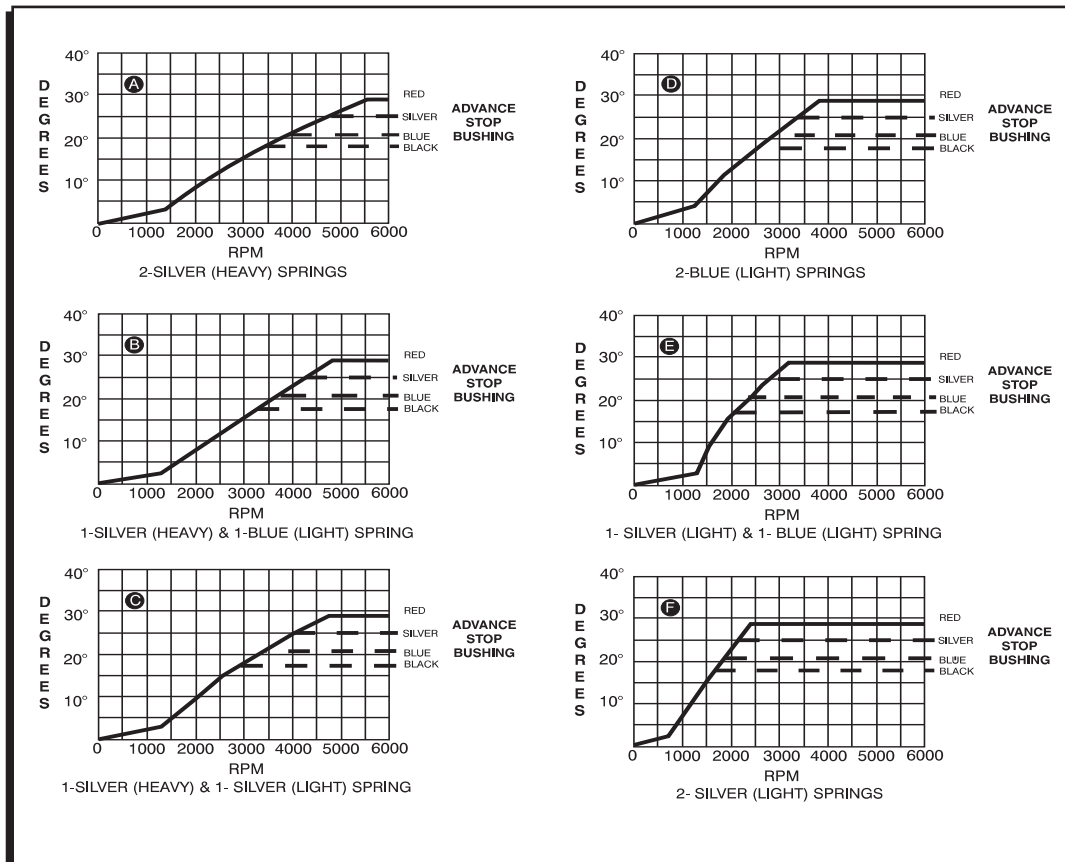 40°
A
30°
20°
10°
DEGREES
RED
SILVER
BLUE
BLACK
ADVANCE
STOP
BUSHING
0 1000 2000 3000 4000 5000 6000
RPM
2-SILVER (HEAVY) SPRINGS
40°
D
30°
20°
10°
DEGREES
RED
SILVER
BLUE
BLACK
ADVANCE
STOP
BUSHING
0 1000 2000 3000 4000 5000 6000
RPM
2-BLUE (LIGHT) SPRINGS
40°
B
30°
20°
10°
DEGREES
RED
SILVER
BLUE
BLACK
ADVANCE
STOP
BUSHING
0 1000 2000 3000 4000 5000 6000
RPM
1-SILVER (HEAVY) & 1-BLUE (LIGHT) SPRING
40°
E
30°
20°
10°
DEGREES
RED
SILVER
BLUE
BLACK
ADVANCE
STOP
BUSHING
0 1000 2000 3000 4000 5000 6000
RPM
1- SILVER (LIGHT) & 1- BLUE (LIGHT) SPRING
40°
C
30°
20°
10°
DEGREES
RED
SILVER
BLUE
BLACK
ADVANCE
STOP
BUSHING
0 1000 2000 3000 4000 5000 6000
RPM
1-SILVER (HEAVY) & 1- SILVER (LIGHT) SPRING
40°
F
30°
20°
10°
DEGREES
RED
SILVER
BLUE
BLACK
ADVANCE
STOP
BUSHING
0 1000 2000 3000 4000 5000 6000
RPM
2- SILVER (LIGHT) SPRINGS